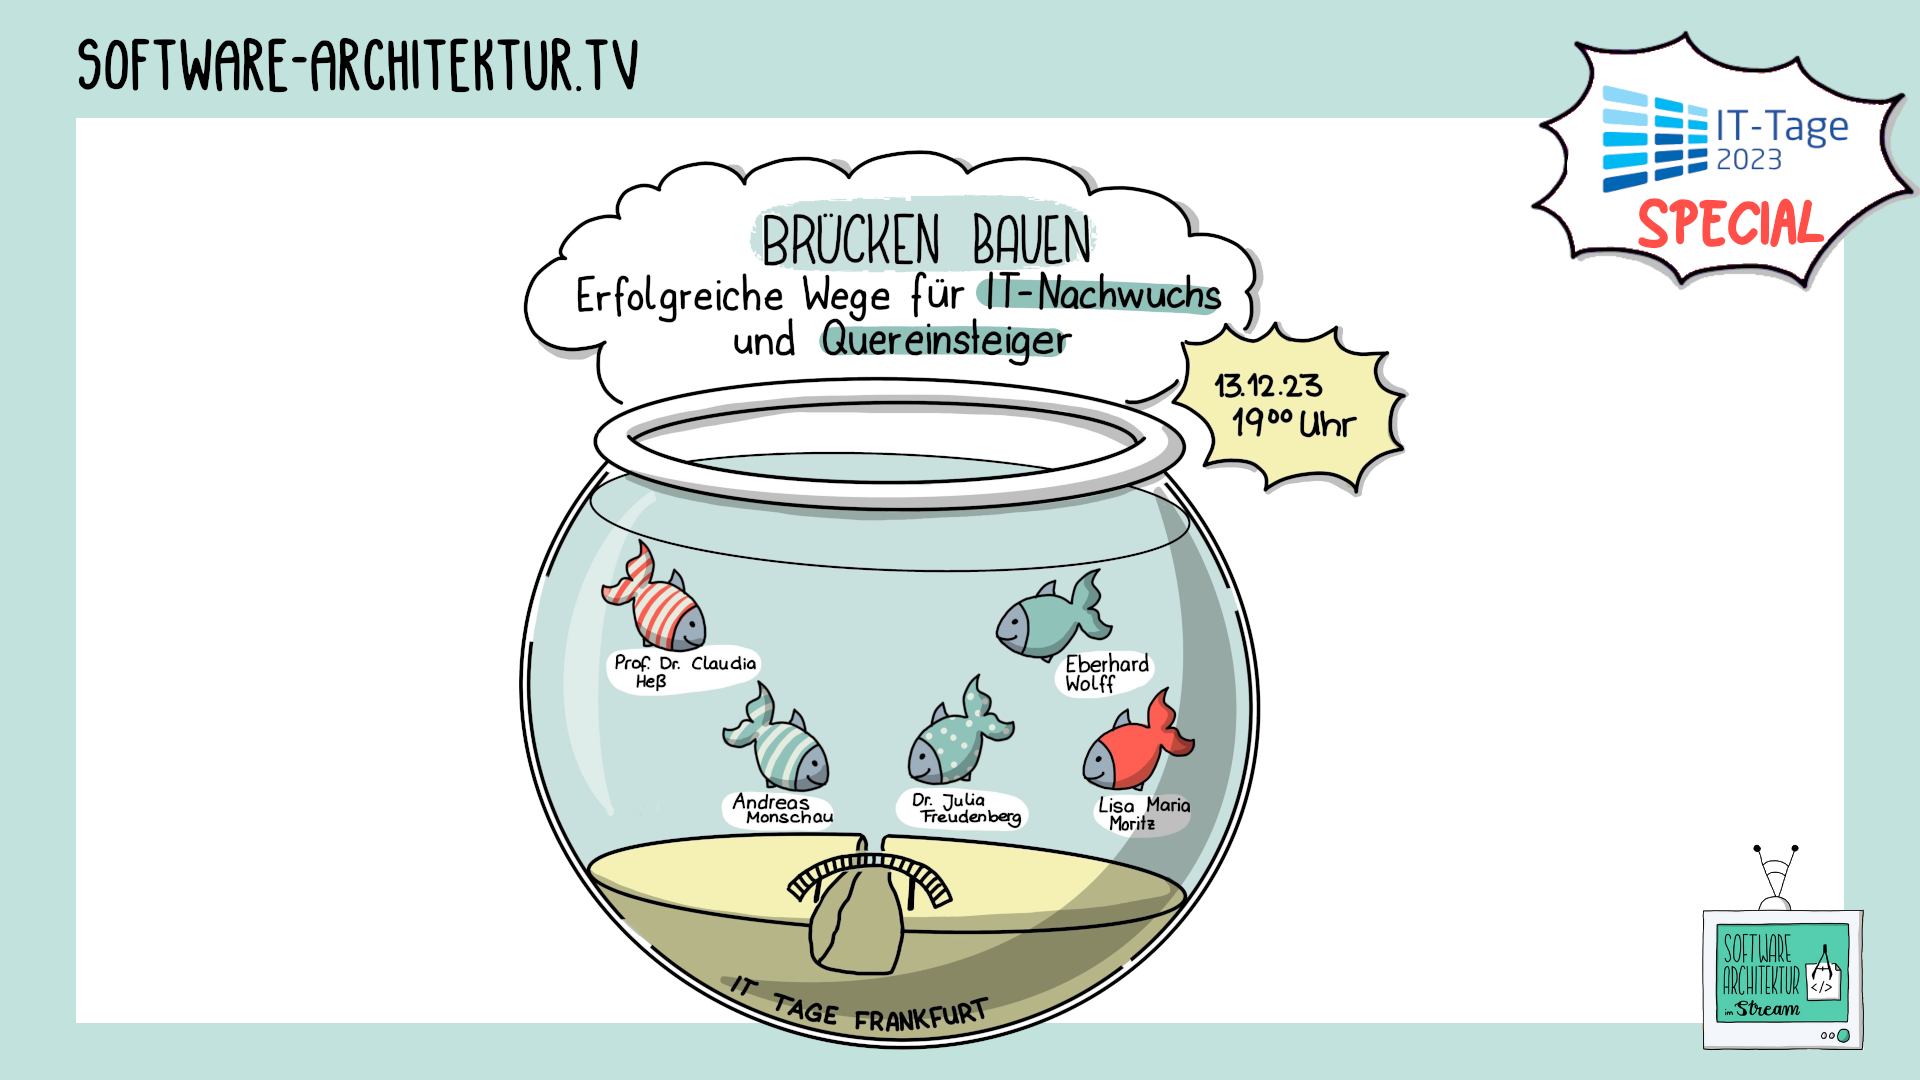 SOFTWARE-ARCHITEKTUR.TV
IT-Tage
2023
SPECIAL
BRÜCKEN BAUEN
Erfolgreiche Wege für IT-Nachwuchs
und Quereinsteiger
13.12.23
19⁰⁰ Uhr
Prof. Dr. Claudia
Heß
Eberhard
Wolff
Andreas
Monschau
Dr. Julia
Freudenberg
Lisa Maria
Moritz
IT TAGE FRANKFURT
SOFTWARE
ARCHITEKTUR
</>
im Stream